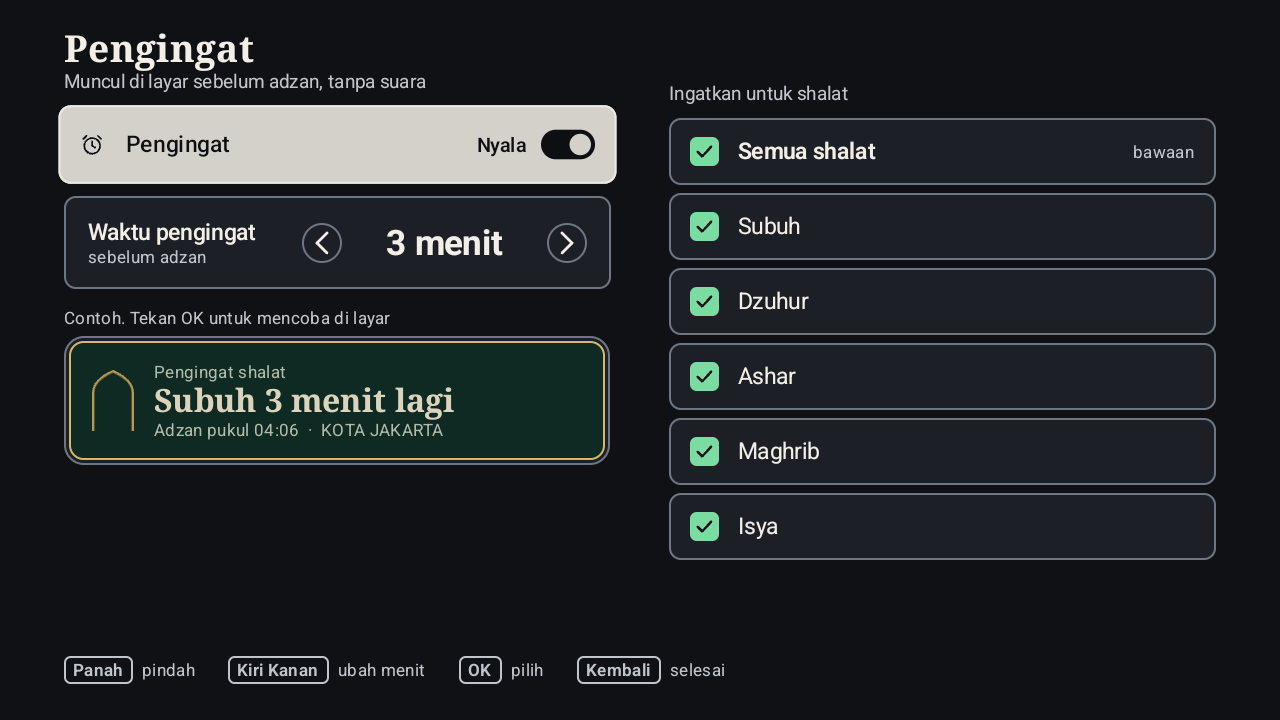 Pengingat
Muncul di layar sebelum adzan, tanpa suara
Pengingat
Nyala
Waktu pengingat
sebelum adzan
3 menit
Contoh. Tekan OK untuk mencoba di layar
Pengingat shalat
Subuh 3 menit lagi
Adzan pukul 04:06 · KOTA JAKARTA
Ingatkan untuk shalat
Semua shalat
bawaan
Subuh
Dzuhur
Ashar
Maghrib
Isya
Panah pindah
Kiri Kanan ubah menit
OK pilih
Kembali selesai